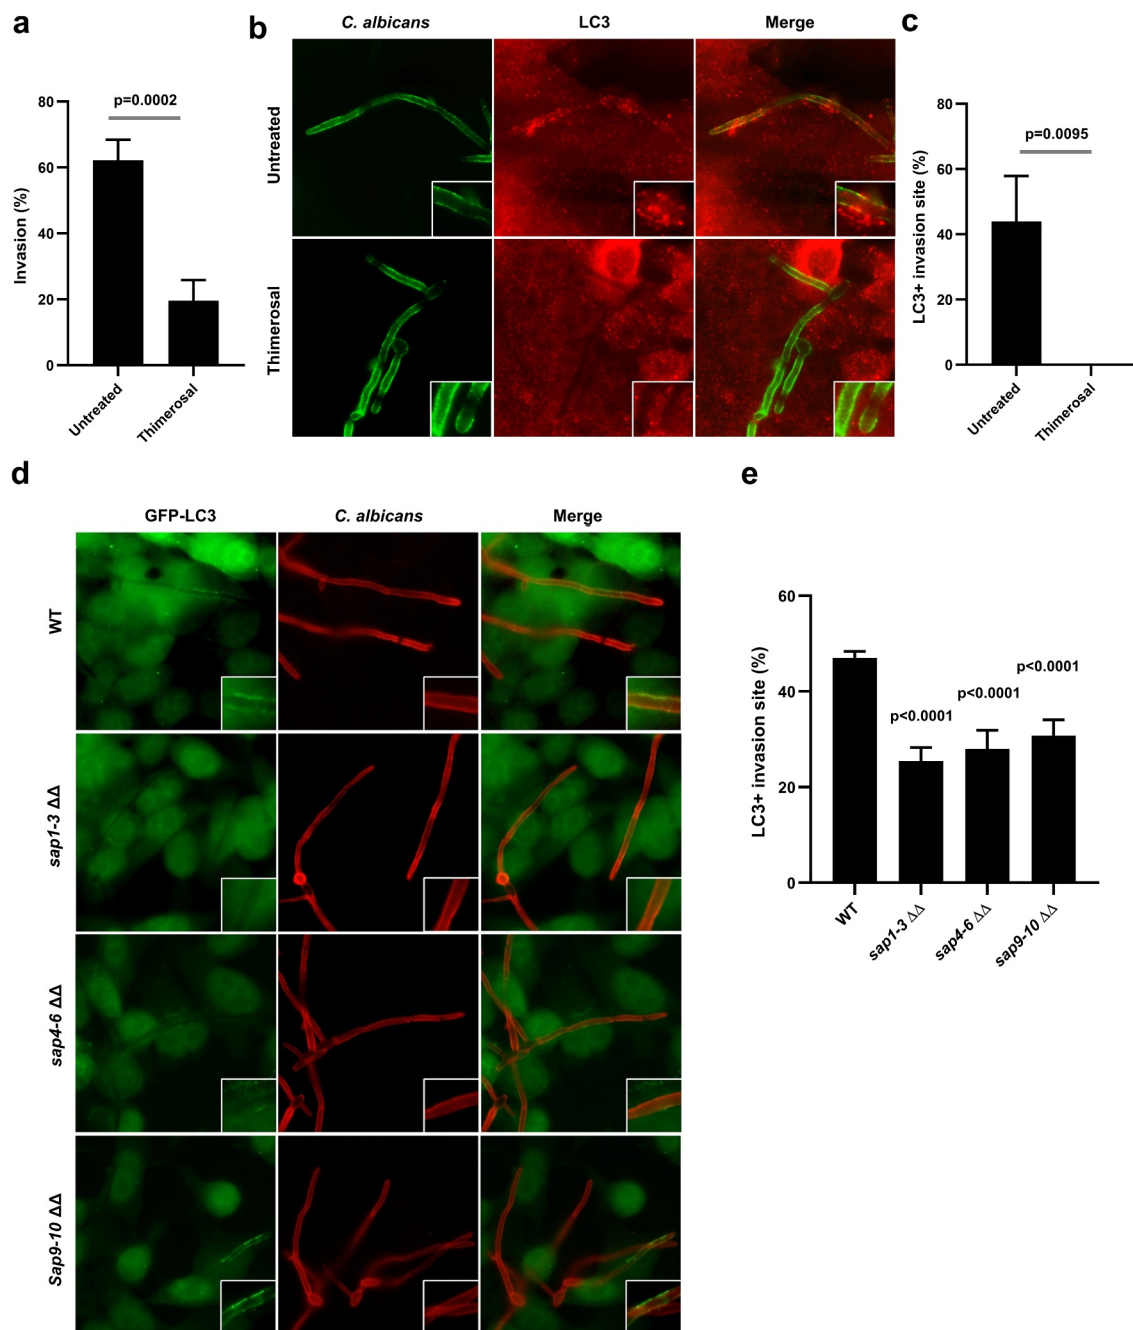 a
Invasion (%)
80
60
40
20
0
p=0.0002
Untreated
Thimerosal
b
C. albicans
LC3
Merge
Untreated
Thimerosal
c
LC3+ invasion site (%)
80
60
40
20
0
p=0.0095
Untreated
Thimerosal
d
GFP-LC3
C. albicans
Merge
WT
sap1-3 ΔΔ
sap4-6 ΔΔ
Sap9-10 ΔΔ
e
LC3+ invasion site (%)
60
40
20
0
p<0.0001
p<0.0001
p<0.0001
WT
sap1-3 ΔΔ
sap4-6 ΔΔ
sap9-10 ΔΔ